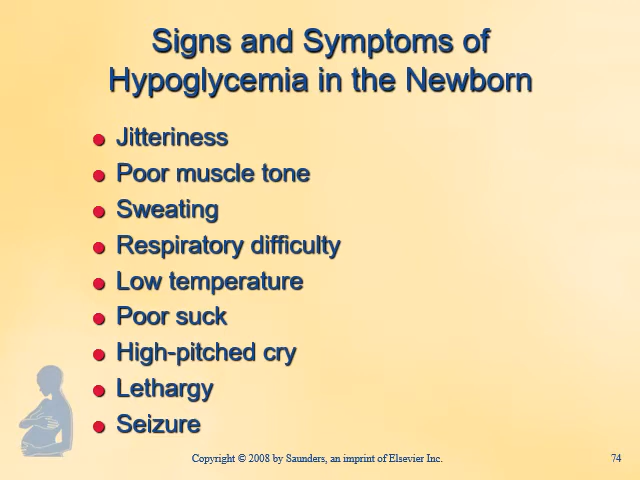 Signs and Symptoms of
Hypoglycemia in the Newborn
Jitteriness
Poor muscle tone
Sweating
Respiratory difficulty
Low temperature
Poor suck
High-pitched cry
Lethargy
Seizure
Copyright © 2008 by Saunders, an imprint of Elsevier Inc.
74